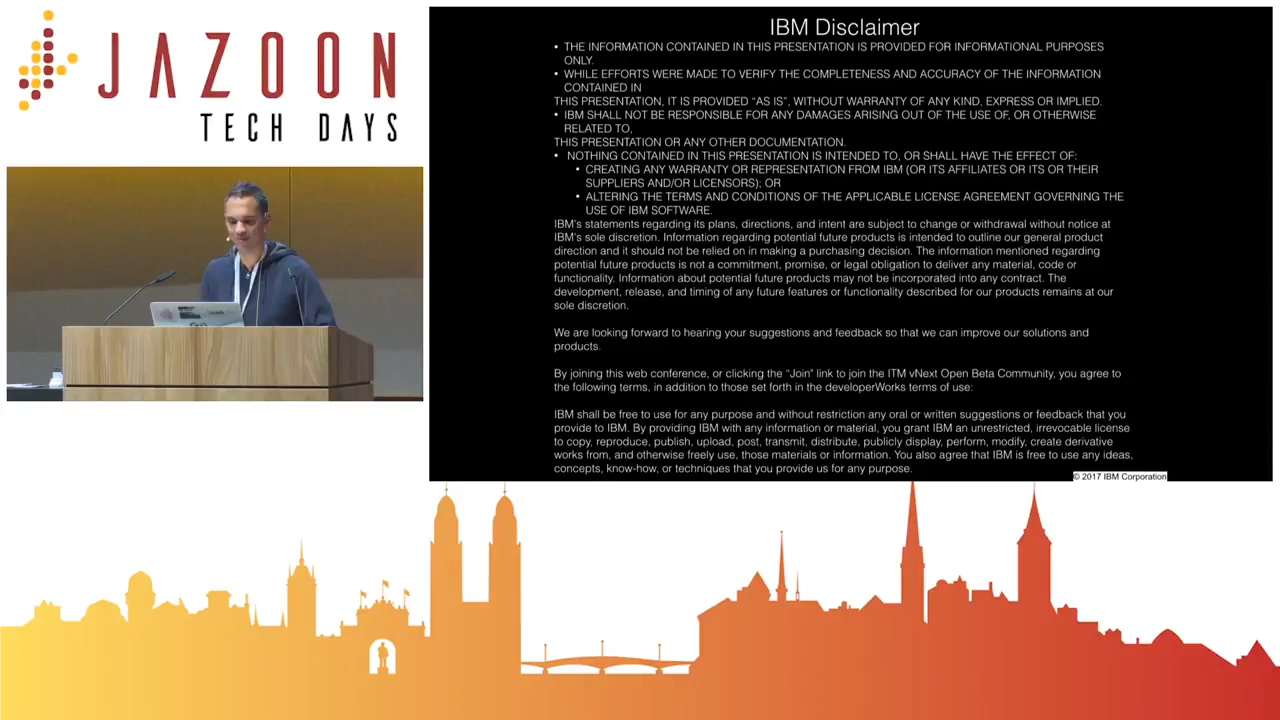 JAZOON
TECH DAYS
IBM Disclaimer
• THE INFORMATION CONTAINED IN THIS PRESENTATION IS PROVIDED FOR INFORMATIONAL PURPOSES
ONLY.
• WHILE EFFORTS WERE MADE TO VERIFY THE COMPLETENESS AND ACCURACY OF THE INFORMATION
CONTAINED IN
THIS PRESENTATION, IT IS PROVIDED “AS IS”, WITHOUT WARRANTY OF ANY KIND, EXPRESS OR IMPLIED.
• IBM SHALL NOT BE RESPONSIBLE FOR ANY DAMAGES ARISING OUT OF THE USE OF, OR OTHERWISE
RELATED TO,
THIS PRESENTATION OR ANY OTHER DOCUMENTATION.
• NOTHING CONTAINED IN THIS PRESENTATION IS INTENDED TO, OR SHALL HAVE THE EFFECT OF:
• CREATING ANY WARRANTY OR REPRESENTATION FROM IBM (OR ITS AFFILIATES OR ITS OR THEIR
SUPPLIERS AND/OR LICENSORS); OR
• ALTERING THE TERMS AND CONDITIONS OF THE APPLICABLE LICENSE AGREEMENT GOVERNING THE
USE OF IBM SOFTWARE.
IBM's statements regarding its plans, directions, and intent are subject to change or withdrawal without notice at
IBM's sole discretion. Information regarding potential future products is intended to outline our general product
direction and it should not be relied on in making a purchasing decision. The information mentioned regarding
potential future products is not a commitment, promise, or legal obligation to deliver any material, code or
functionality. Information about potential future products may not be incorporated into any contract. The
development, release, and timing of any future features or functionality described for our products remains at our
sole discretion.
We are looking forward to hearing your suggestions and feedback so that we can improve our solutions and
products.
By joining this web conference, or clicking the “Join" link to join the ITM vNext Open Beta Community, you agree to
the following terms, in addition to those set forth in the developerWorks terms of use:
IBM shall be free to use for any purpose and without restriction any oral or written suggestions or feedback that you
provide to IBM. By providing IBM with any information or material, you grant IBM an unrestricted, irrevocable license
to copy, reproduce, publish, upload, post, transmit, distribute, publicly display, perform, modify, create derivative
works from, and otherwise freely use, those materials or information. You also agree that IBM is free to use any ideas,
concepts, know-how, or techniques that you provide us for any purpose.
© 2017 IBM Corporation